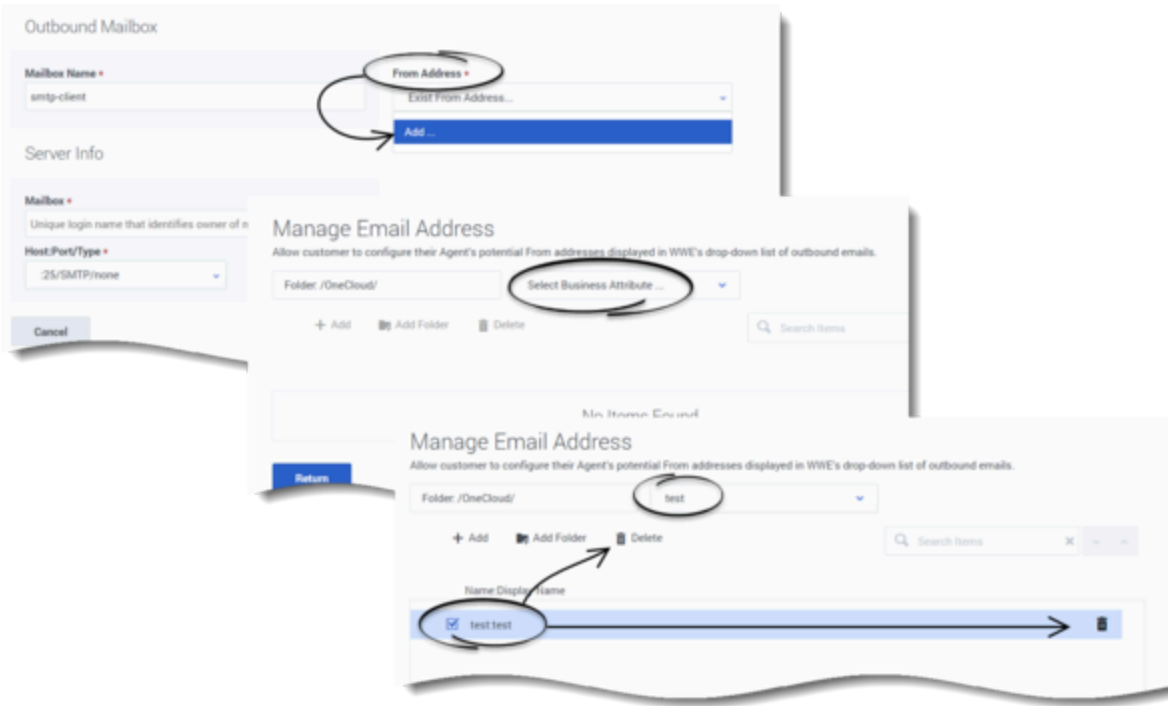 Outbound Mailbox
Mailbox Name *
From Address *
smtp-client
Exist From Address...
Add ...
Server Info
Mailbox *
Unique login name that identifies owner of
Host:Port/Type *
:25/SMTP/none
Cancel
Manage Email Address
Allow customer to configure their Agent's potential From addresses displayed in WWE's drop-down list of outbound emails.
Folder: /OneCloud/
Select Business Attribute ...
+ Add
Add Folder
Delete
Search Items
No Items Found
Return
Manage Email Address
Allow customer to configure their Agent's potential From addresses displayed in WWE's drop-down list of outbound emails.
Folder: /OneCloud/
test
+ Add
Add Folder
Delete
Search Items
Name:Display Name
test:test